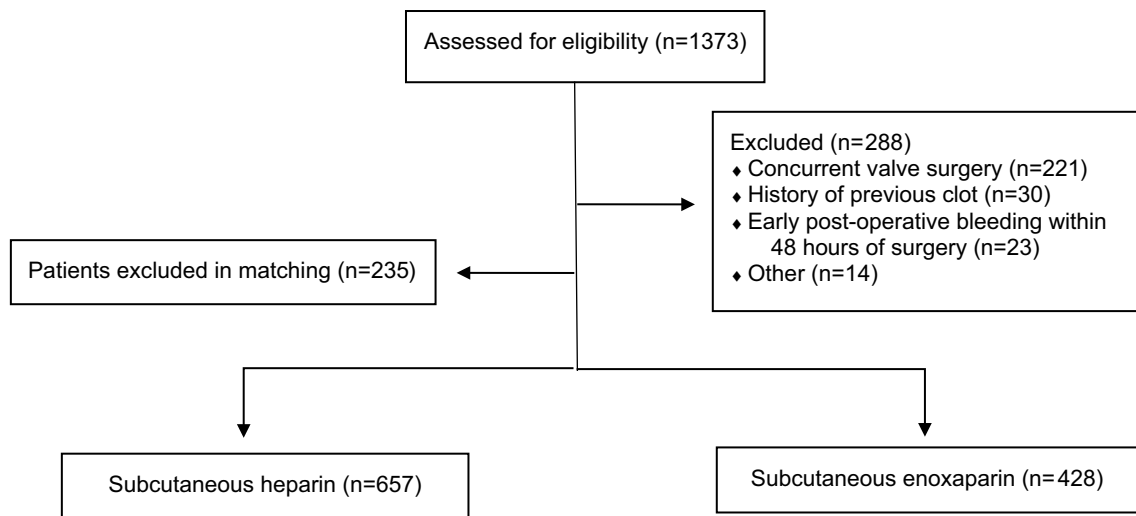 Assessed for eligibility (n=1373)
Excluded (n=288)
♦ Concurrent valve surgery (n=221)
♦ History of previous clot (n=30)
♦ Early post-operative bleeding within
48 hours of surgery (n=23)
♦ Other (n=14)
Patients excluded in matching (n=235)
Subcutaneous heparin (n=657)
Subcutaneous enoxaparin (n=428)